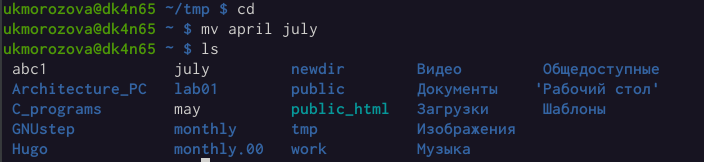 ukmorozova@dk4n65 ~/tmp $ cd
ukmorozova@dk4n65 ~ $ mv april july
ukmorozova@dk4n65 ~ $ ls
abc1 july newdir Видео Общедоступные
Architecture_PC lab01 public Документы 'Рабочий стол'
C_programs may public_html Загрузки Шаблоны
GNUstep monthly tmp Изображения
Hugo monthly.00 work Музыка